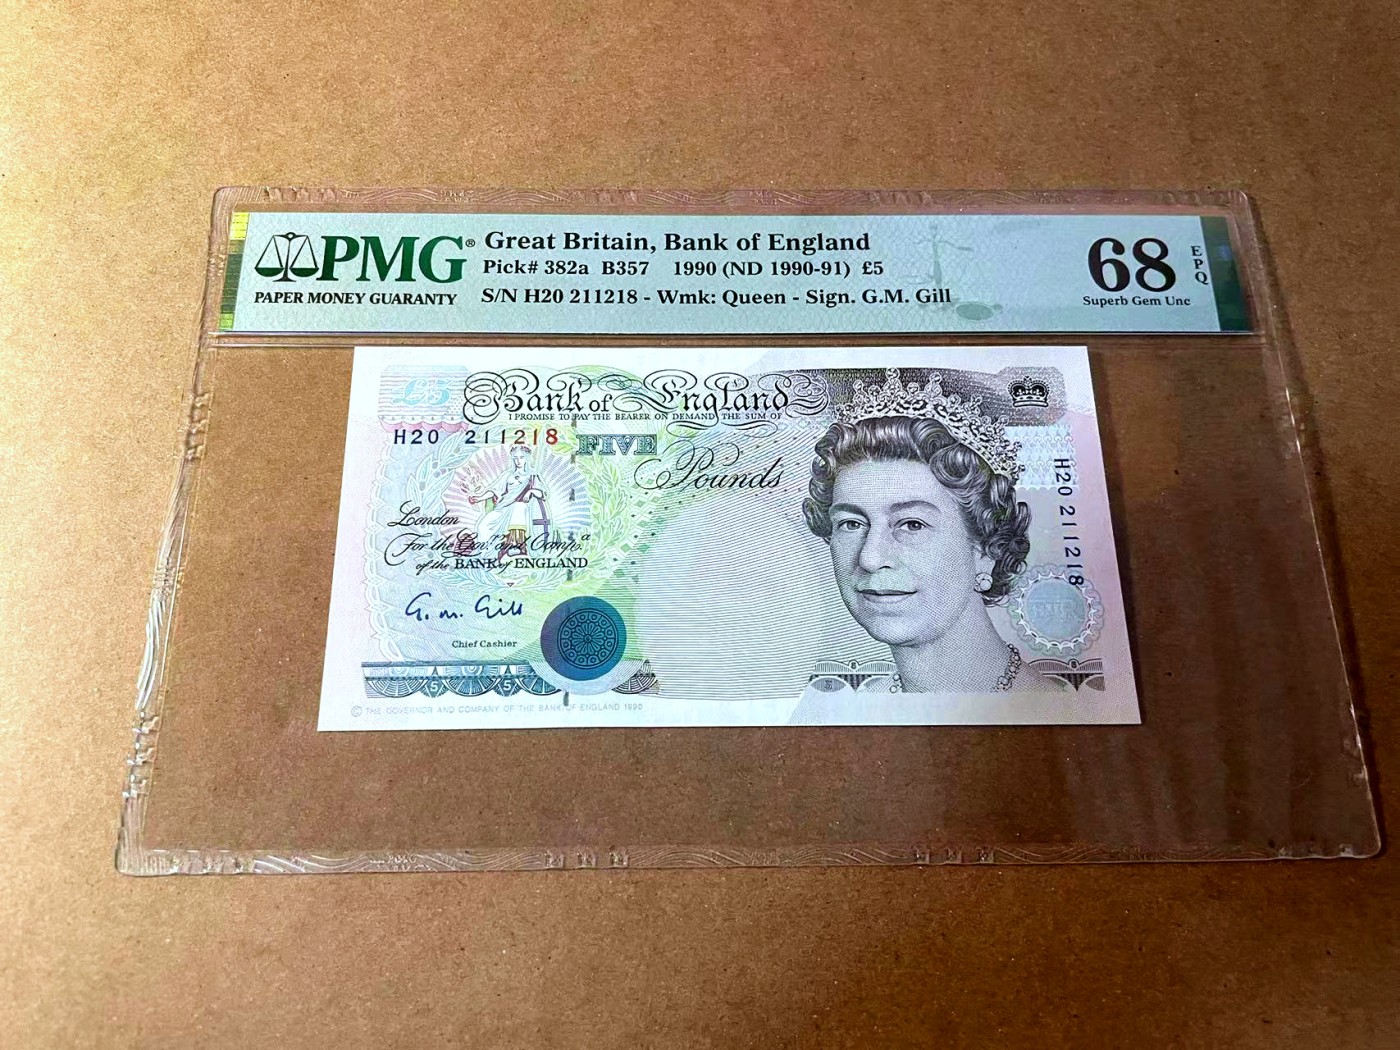 PMG®
PAPER MONEY GUARANTY
Great Britain, Bank of England
Pick# 382a B357 1990 (ND 1990-91) £5
S/N H20 211218 - Wmk: Queen - Sign. G.M. Gill
68
EPQ
Superb Gem Unc
£5
Bank of England
I PROMISE TO PAY THE BEARER ON DEMAND THE SUM OF
H20 211218
FIVE
Pounds
H20 211218
London
For the Govr. and Compa.
of the BANK of ENGLAND
G. M. Gill
Chief Cashier
5 5
© THE GOVERNOR AND COMPANY OF THE BANK OF ENGLAND 1990